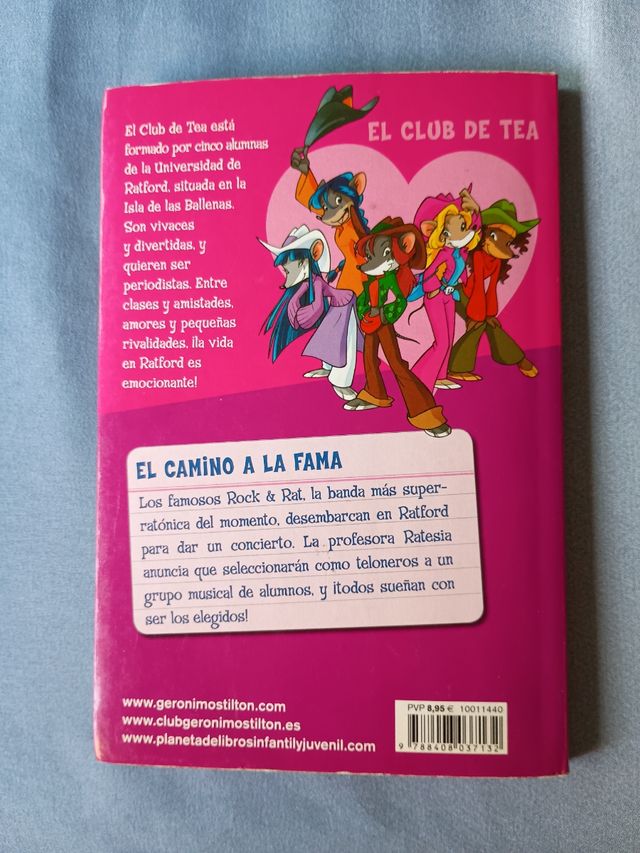 El Club de Tea está
formado por cinco alumnas
de la Universidad de
Ratford, situada en la
Isla de las Ballenas.
Son vivaces
y divertidas, y
quieren ser
periodistas. Entre
clases y amistades,
amores y pequeñas
rivalidades, ¡la vida
en Ratford es
emocionante!
EL CLUB DE TEA
EL CAMINO A LA FAMA
Los famosos Rock & Rat, la banda más super-
ratónica del momento, desembarcan en Ratford
para dar un concierto. La profesora Ratesia
anuncia que seleccionarán como teloneros a un
grupo musical de alumnos, y ¡todos sueñan con
ser los elegidos!
www.geronimostilton.com
www.clubgeronimostilton.es
www.planetadelibrosinfantilyjuvenil.com
PVP 8,95 € 10011440
9 788408 037132